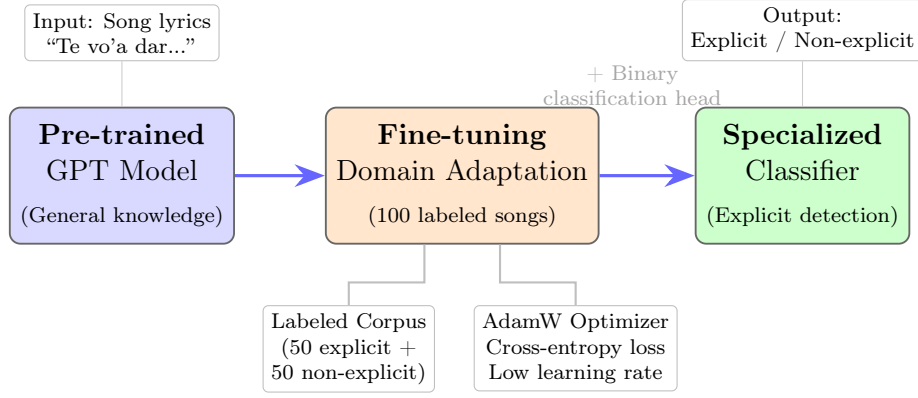 Input: Song lyrics
“Te vo'a dar...”
Output:
Explicit / Non-explicit
+ Binary
classification head
Pre-trained
GPT Model
(General knowledge)
Fine-tuning
Domain Adaptation
(100 labeled songs)
Specialized
Classifier
(Explicit detection)
Labeled Corpus
(50 explicit +
50 non-explicit)
AdamW Optimizer
Cross-entropy loss
Low learning rate